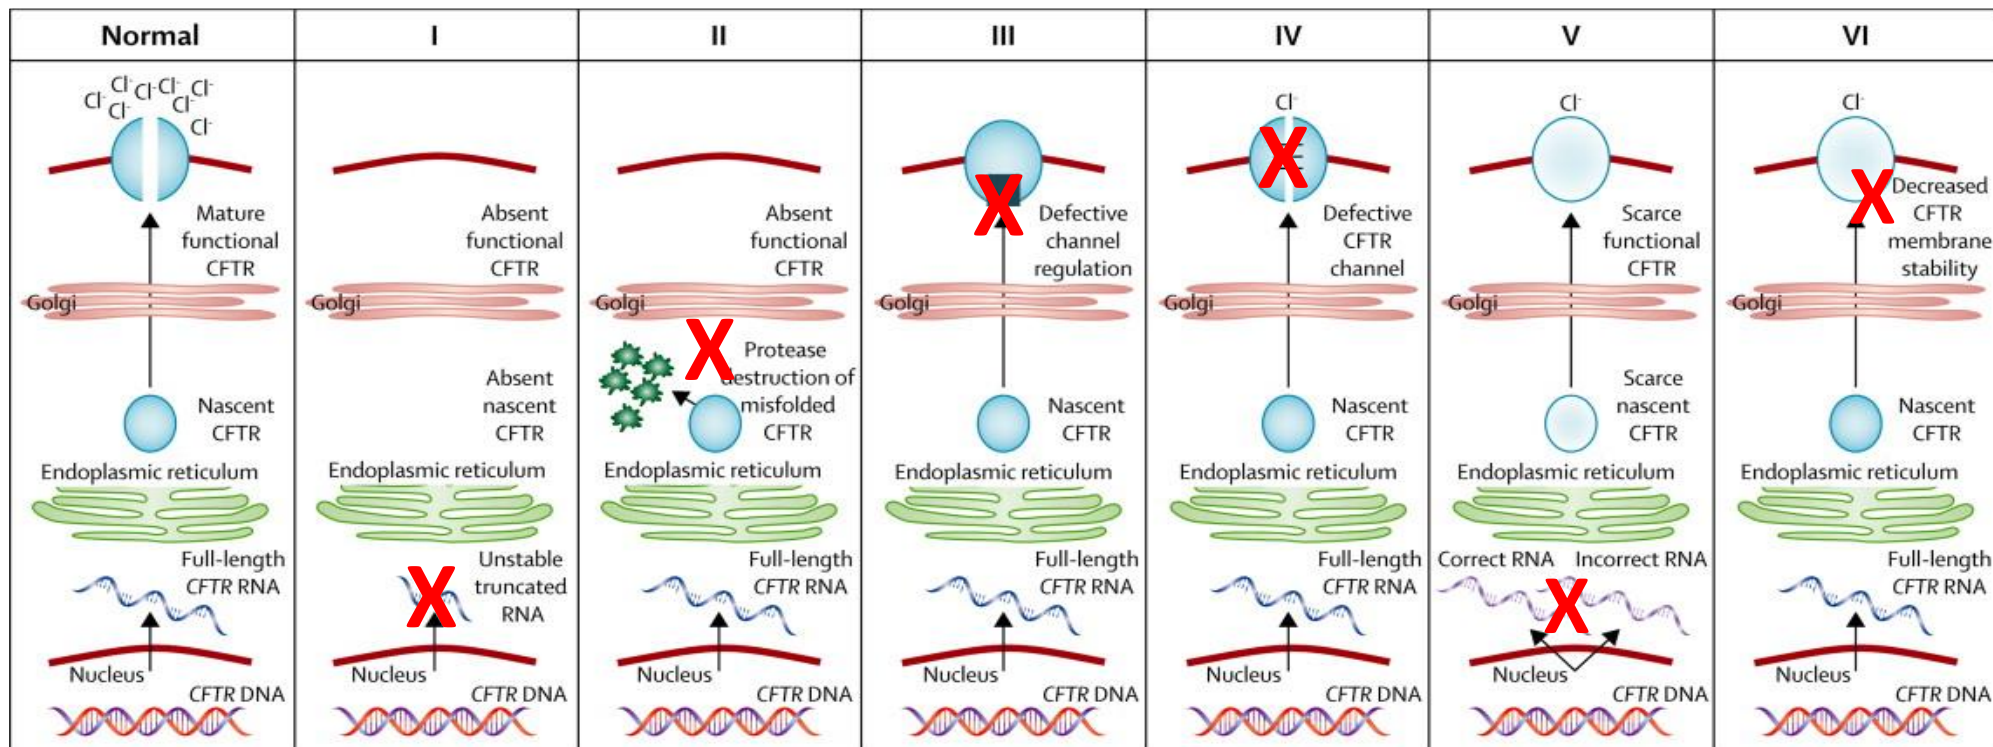 Normal
I
II
III
IV
V
VI
Cl-
Cl-
Cl-
Cl-
Cl-
Cl-
Cl-
Cl-
Mature
functional
CFTR
Golgi
Nascent
CFTR
Endoplasmic reticulum
Full-length
CFTR RNA
Nucleus
CFTR DNA
Absent
functional
CFTR
Golgi
Absent
nascent
CFTR
Endoplasmic reticulum
Unstable
truncated
RNA
X
Nucleus
CFTR DNA
Absent
functional
CFTR
Golgi
X
Protease
destruction of
misfolded
CFTR
Endoplasmic reticulum
Full-length
CFTR RNA
Nucleus
CFTR DNA
X
Defective
channel
regulation
Golgi
Nascent
CFTR
Endoplasmic reticulum
Full-length
CFTR RNA
Nucleus
CFTR DNA
Cl-
X
Defective
CFTR
channel
Golgi
Nascent
CFTR
Endoplasmic reticulum
Full-length
CFTR RNA
Nucleus
CFTR DNA
Cl-
Scarce
functional
CFTR
Golgi
Scarce
nascent
CFTR
Endoplasmic reticulum
Correct RNA Incorrect RNA
X
Nucleus
CFTR DNA
Cl-
X
Decreased
CFTR
membrane
stability
Golgi
Nascent
CFTR
Endoplasmic reticulum
Full-length
CFTR RNA
Nucleus
CFTR DNA